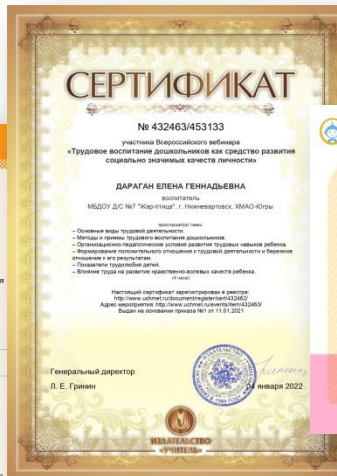 СЕРТИФИКАТ
№ 432463/453133
участника Всероссийского вебинара
«Трудовое воспитание дошкольников как средство развития
социально значимых качеств личности»
ДАРАГАН ЕЛЕНА ГЕННАДЬЕВНА
воспитатель
МБДОУ Д/С №7 "Жар-птица", г. Нижневартовск, ХМАО-Югры
прослушал(а) темы:
– Основные виды трудовой деятельности.
– Методы и приемы трудового воспитания дошкольников.
– Организационно-педагогические условия развития трудовых навыков ребенка.
– Формирование положительного отношения к трудовой деятельности и бережное
отношение к его результатам.
– Показатели трудолюбия детей.
– Влияние труда на развитие нравственно-волевых качеств ребенка.
(4 часа)
Настоящий сертификат зарегистрирован в реестре:
http://www.uchmet.ru/document/register/cert/432462/
Адрес мероприятия: http://www.uchmet.ru/events/item/432463/
Выдан на основании приказа №1 от 11.01.2021
Генеральный директор
Л. Е. Гринин
04 января 2022
ИЗДАТЕЛЬСТВО
«УЧИТЕЛЬ»